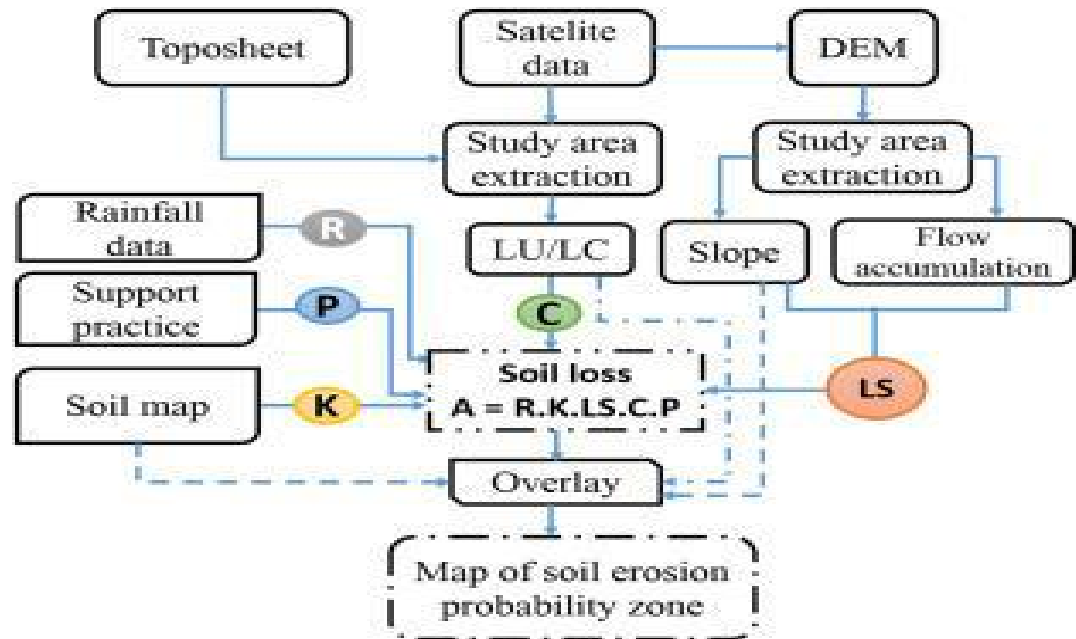 Toposheet
Satelite
data
DEM
Study area
extraction
Study area
extraction
Rainfall
data
R
LU/LC
Slope
Flow
accumulation
Support
practice
P
C
Soil loss
A = R.K.LS.C.P
LS
Soil map
K
Overlay
Map of soil erosion
probability zone